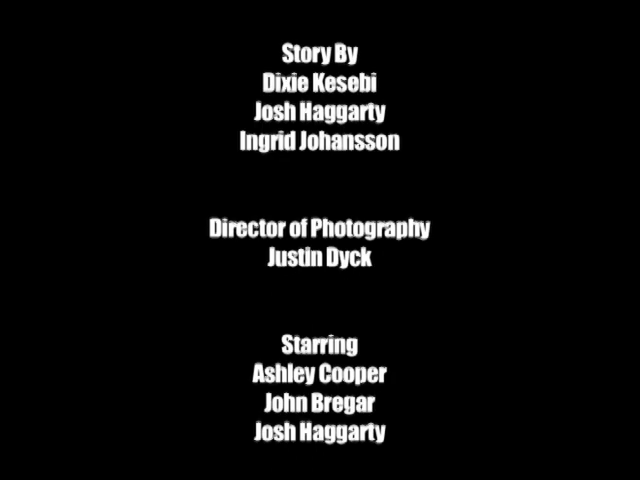 Story By
Dixie Kesebi
Josh Haggarty
Ingrid Johansson
Director of Photography
Justin Dyck
Starring
Ashley Cooper
John Bregar
Josh Haggarty